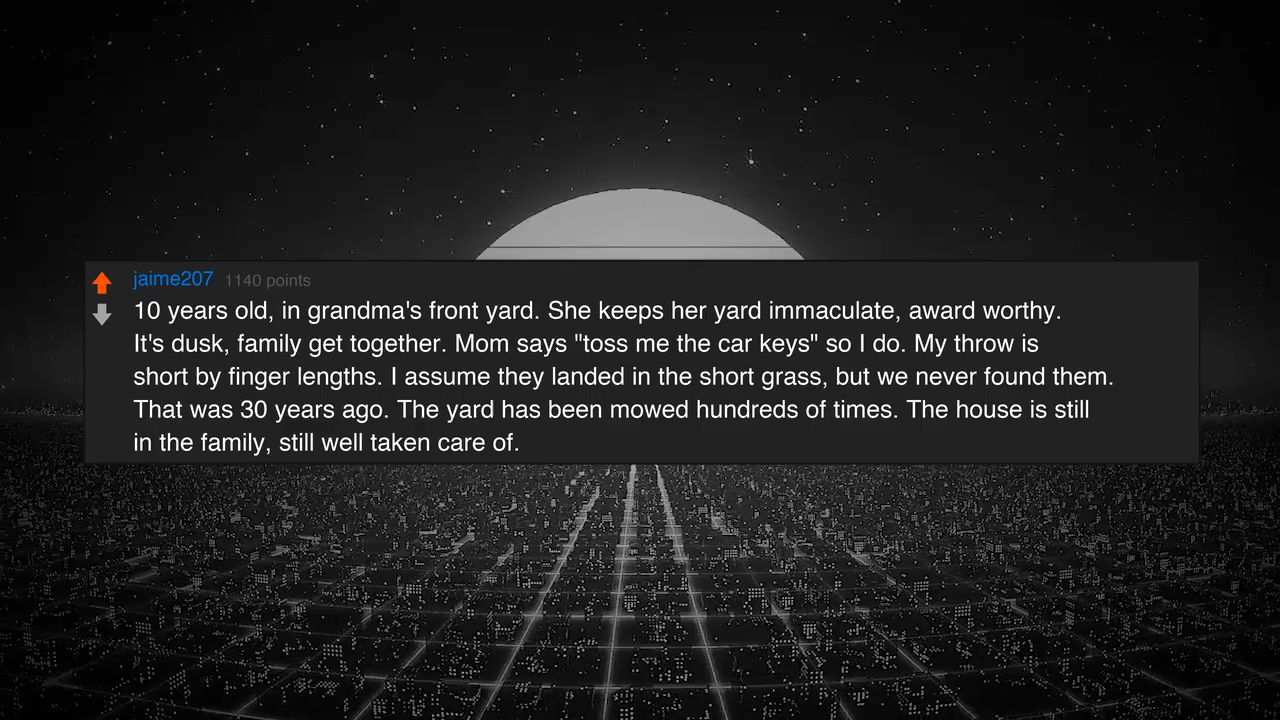 jaime207 1140 points
10 years old, in grandma's front yard. She keeps her yard immaculate, award worthy.
It's dusk, family get together. Mom says "toss me the car keys" so I do. My throw is
short by finger lengths. I assume they landed in the short grass, but we never found them.
That was 30 years ago. The yard has been mowed hundreds of times. The house is still
in the family, still well taken care of.